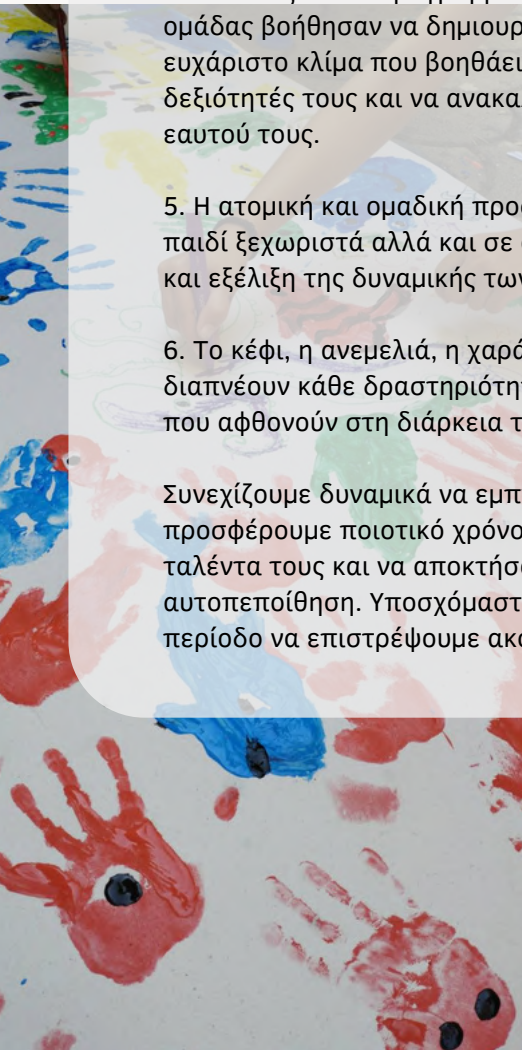 ομάδας βοήθησαν να δημιουρ
ευχάριστο κλίμα που βοηθάει
δεξιότητές τους και να ανακα
εαυτού τους.
5. Η ατομική και ομαδική προσ
παιδί ξεχωριστά αλλά και σε
και εξέλιξη της δυναμικής των
6. Το κέφι, η ανεμελιά, η χαρά
διαπνέουν κάθε δραστηριότη
που αφθονούν στη διάρκεια τ
Συνεχίζουμε δυναμικά να εμπ
προσφέρουμε ποιοτικό χρόνο
ταλέντα τους και να αποκτήσ
αυτοπεποίθηση. Υποσχόμαστ
περίοδο να επιστρέψουμε ακ